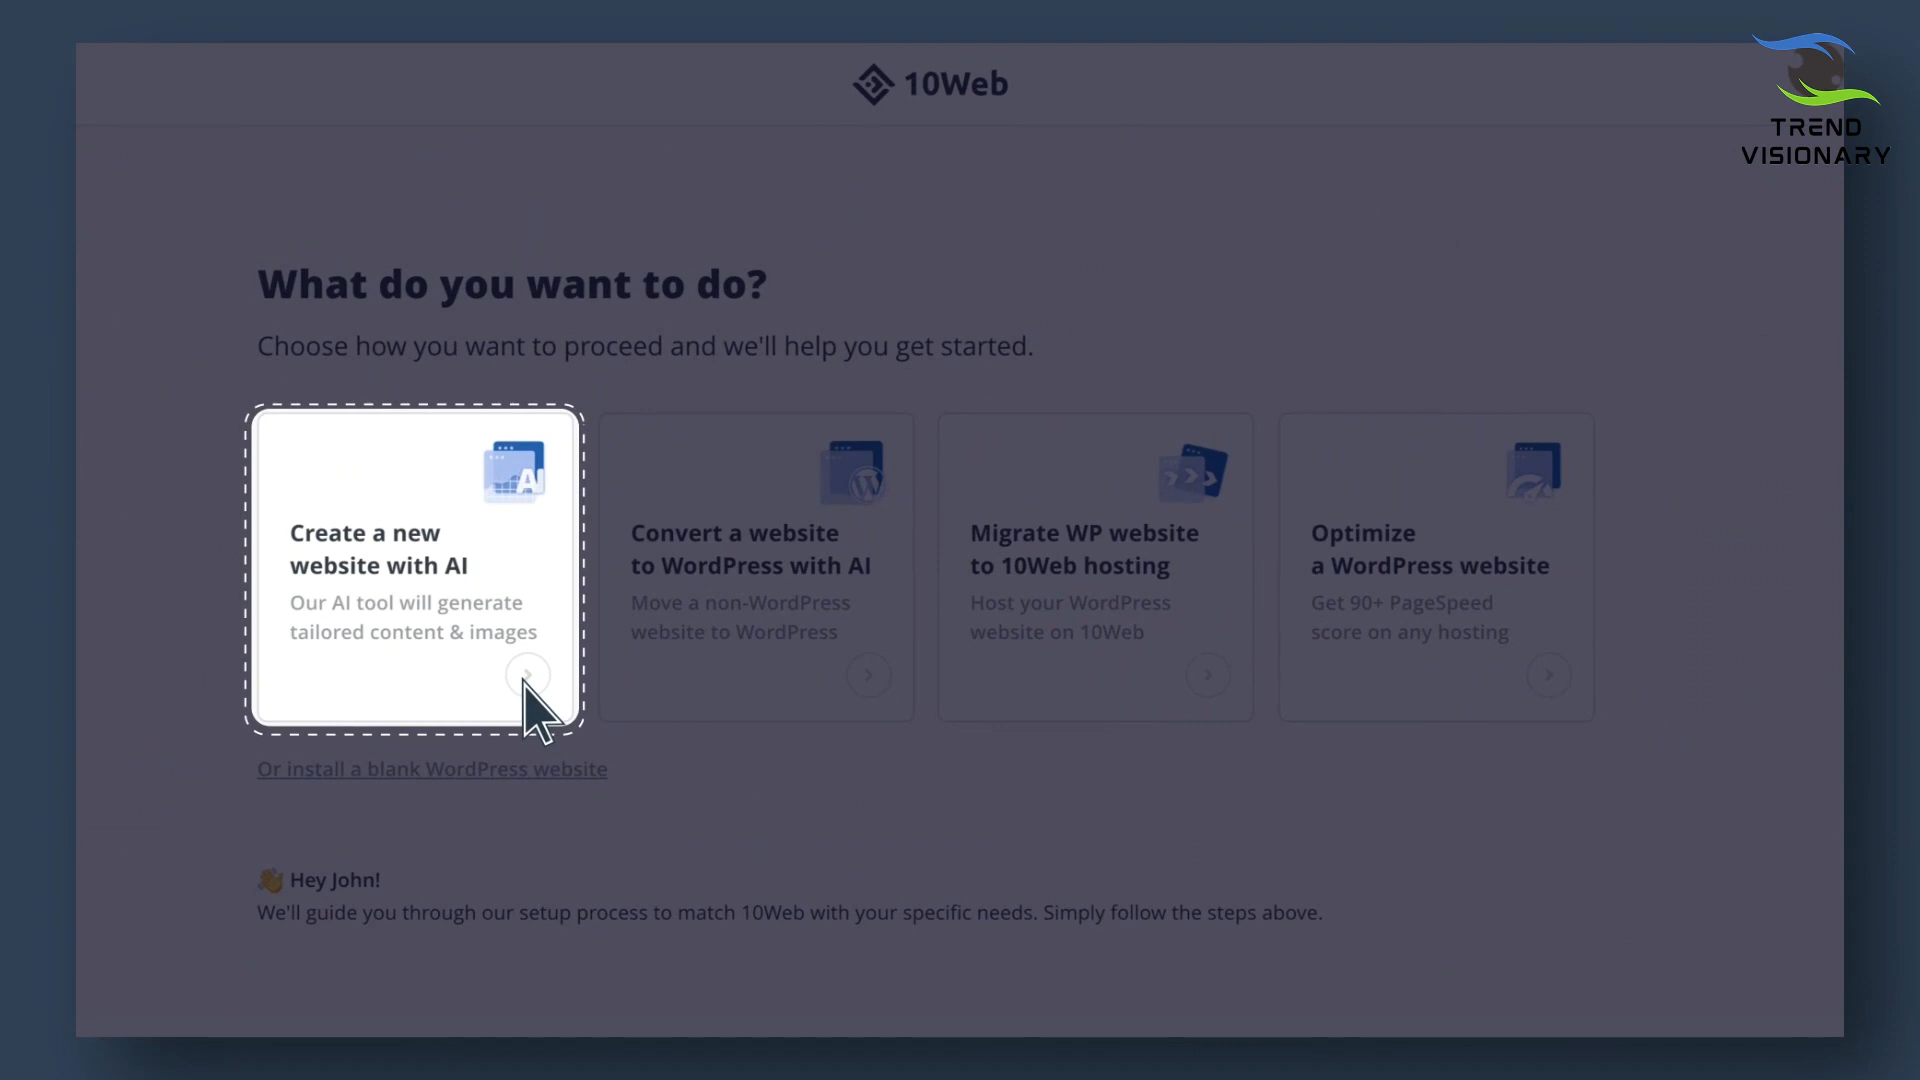 10Web
TREND
VISIONARY
What do you want to do?
Choose how you want to proceed and we'll help you get started.
AI
Create a new
website with AI
Our AI tool will generate
tailored content & images
Convert a website
to WordPress with AI
Move a non-WordPress
website to WordPress
Migrate WP website
to 10Web hosting
Host your WordPress
website on 10Web
Optimize
a WordPress website
Get 90+ PageSpeed
score on any hosting
Or install a blank WordPress website
👋 Hey John!
We'll guide you through our setup process to match 10Web with your specific needs. Simply follow the steps above.